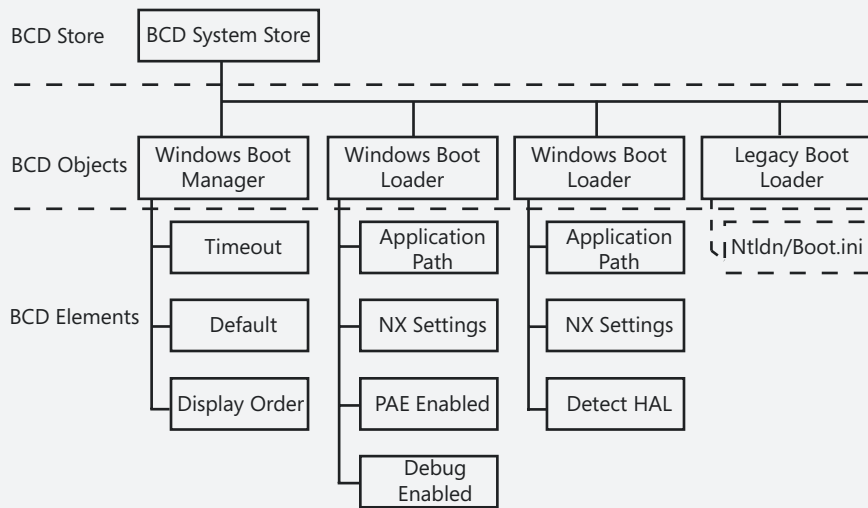 BCD Store
BCD System Store
BCD Objects
Windows Boot
Manager
Windows Boot
Loader
Windows Boot
Loader
Legacy Boot
Loader
BCD Elements
Timeout
Default
Display Order
Application
Path
NX Settings
PAE Enabled
Debug
Enabled
Application
Path
NX Settings
Detect HAL
Ntldn/Boot.ini